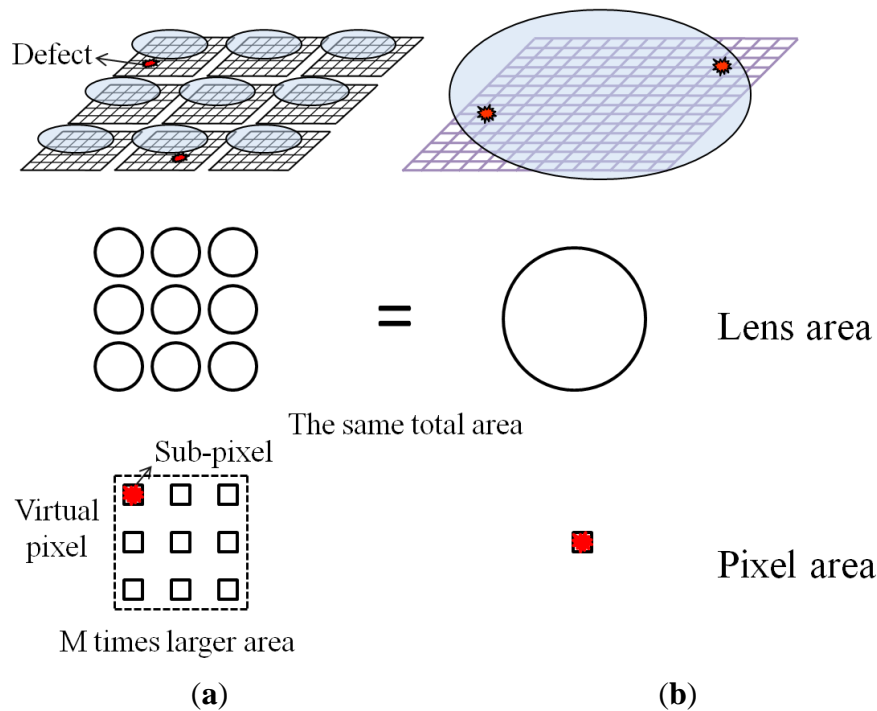 Defect
=
Lens area
The same total area
Sub-pixel
Virtual
pixel
Pixel area
M times larger area
(a)
(b)